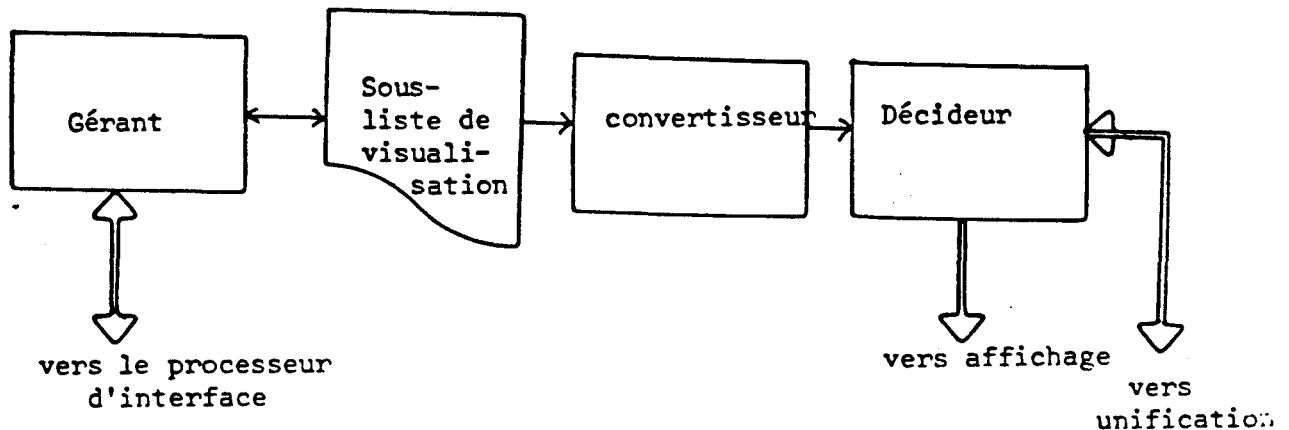 Gérant
Sous-
liste de
visuali-
sation
convertisseur
Décideur
vers le processeur
d'interface
vers affichage
vers
unification